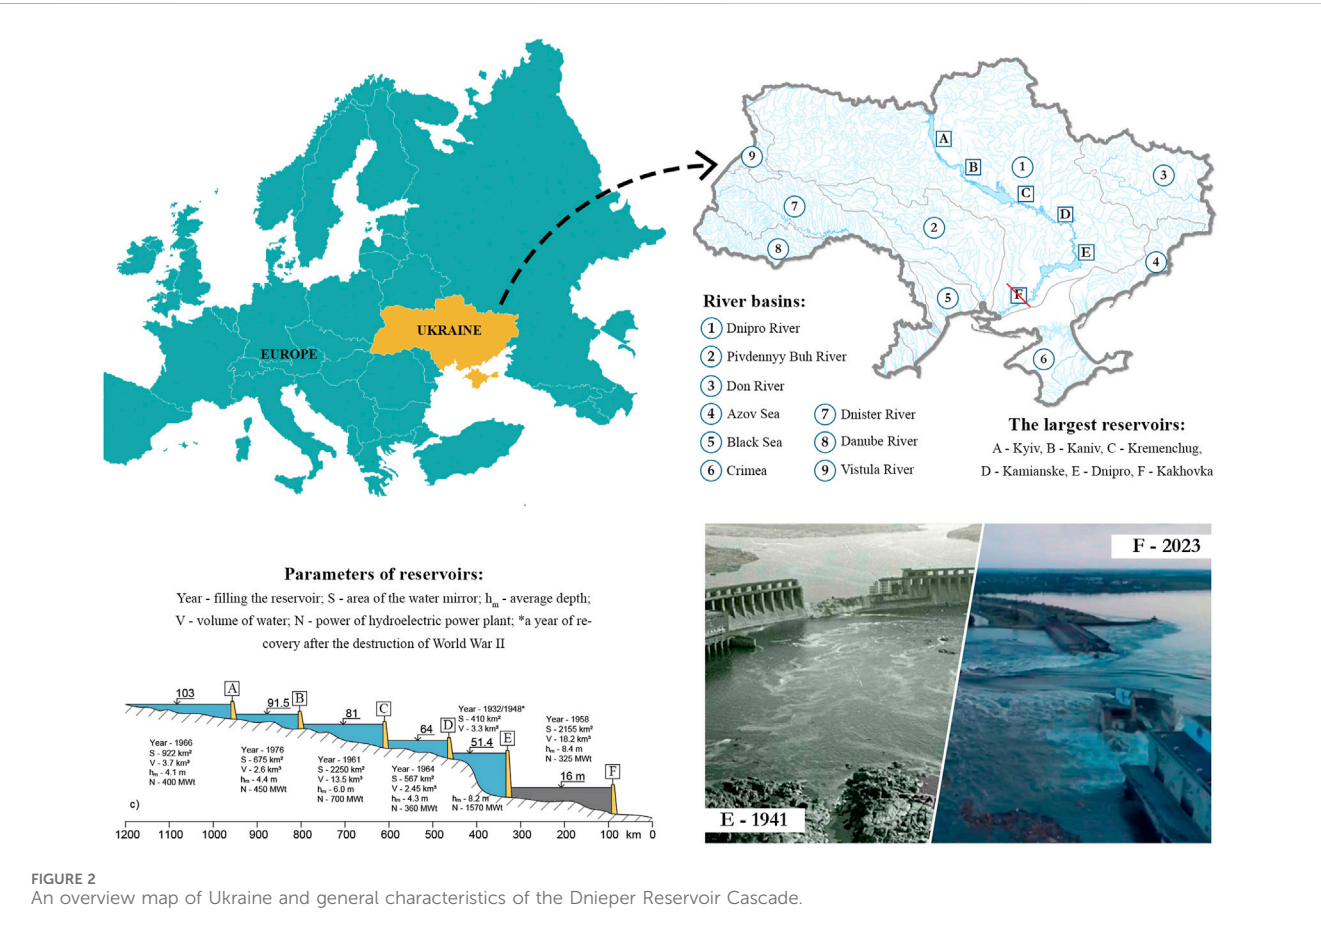 EUROPE
UKRAINE
A
B
C
D
E
F
1
2
3
4
5
6
7
8
9
River basins:
1 Dnipro River
2 Pivdennyy Buh River
3 Don River
4 Azov Sea
5 Black Sea
6 Crimea
7 Dnister River
8 Danube River
9 Vistula River
The largest reservoirs:
A - Kyiv, B - Kaniv, C - Kremenchug,
D - Kamianske, E - Dnipro, F - Kakhovka
Parameters of reservoirs:
Year - filling the reservoir; S - area of the water mirror; hm - average depth;
V - volume of water; N - power of hydroelectric power plant; *a year of re-
covery after the destruction of World War II
103
A
91.5
B
81
C
64
D
51.4
E
16 m
F
Year - 1966
S - 922 km²
V - 3.7 km³
hm - 4.1 m
N - 400 MWt
Year - 1976
S - 675 km²
V - 2.6 km³
hm - 4.4 m
N - 450 MWt
Year - 1961
S - 2250 km²
V - 13.5 km³
hm - 6.0 m
N - 700 MWt
Year - 1964
S - 567 km²
V - 2.45 km³
hm - 4.3 m
N - 360 MWt
Year - 1932/1948*
S - 410 km²
V - 3.3 km³
hm - 8.2 m
N - 1570 MWt
Year - 1958
S - 2155 km²
V - 18.2 km³
hm - 8.4 m
N - 325 MWt
c)
1200 1100 1000 900 800 700 600 500 400 300 200 100 km 0
F - 2023
E - 1941
FIGURE 2
An overview map of Ukraine and general characteristics of the Dnieper Reservoir Cascade.